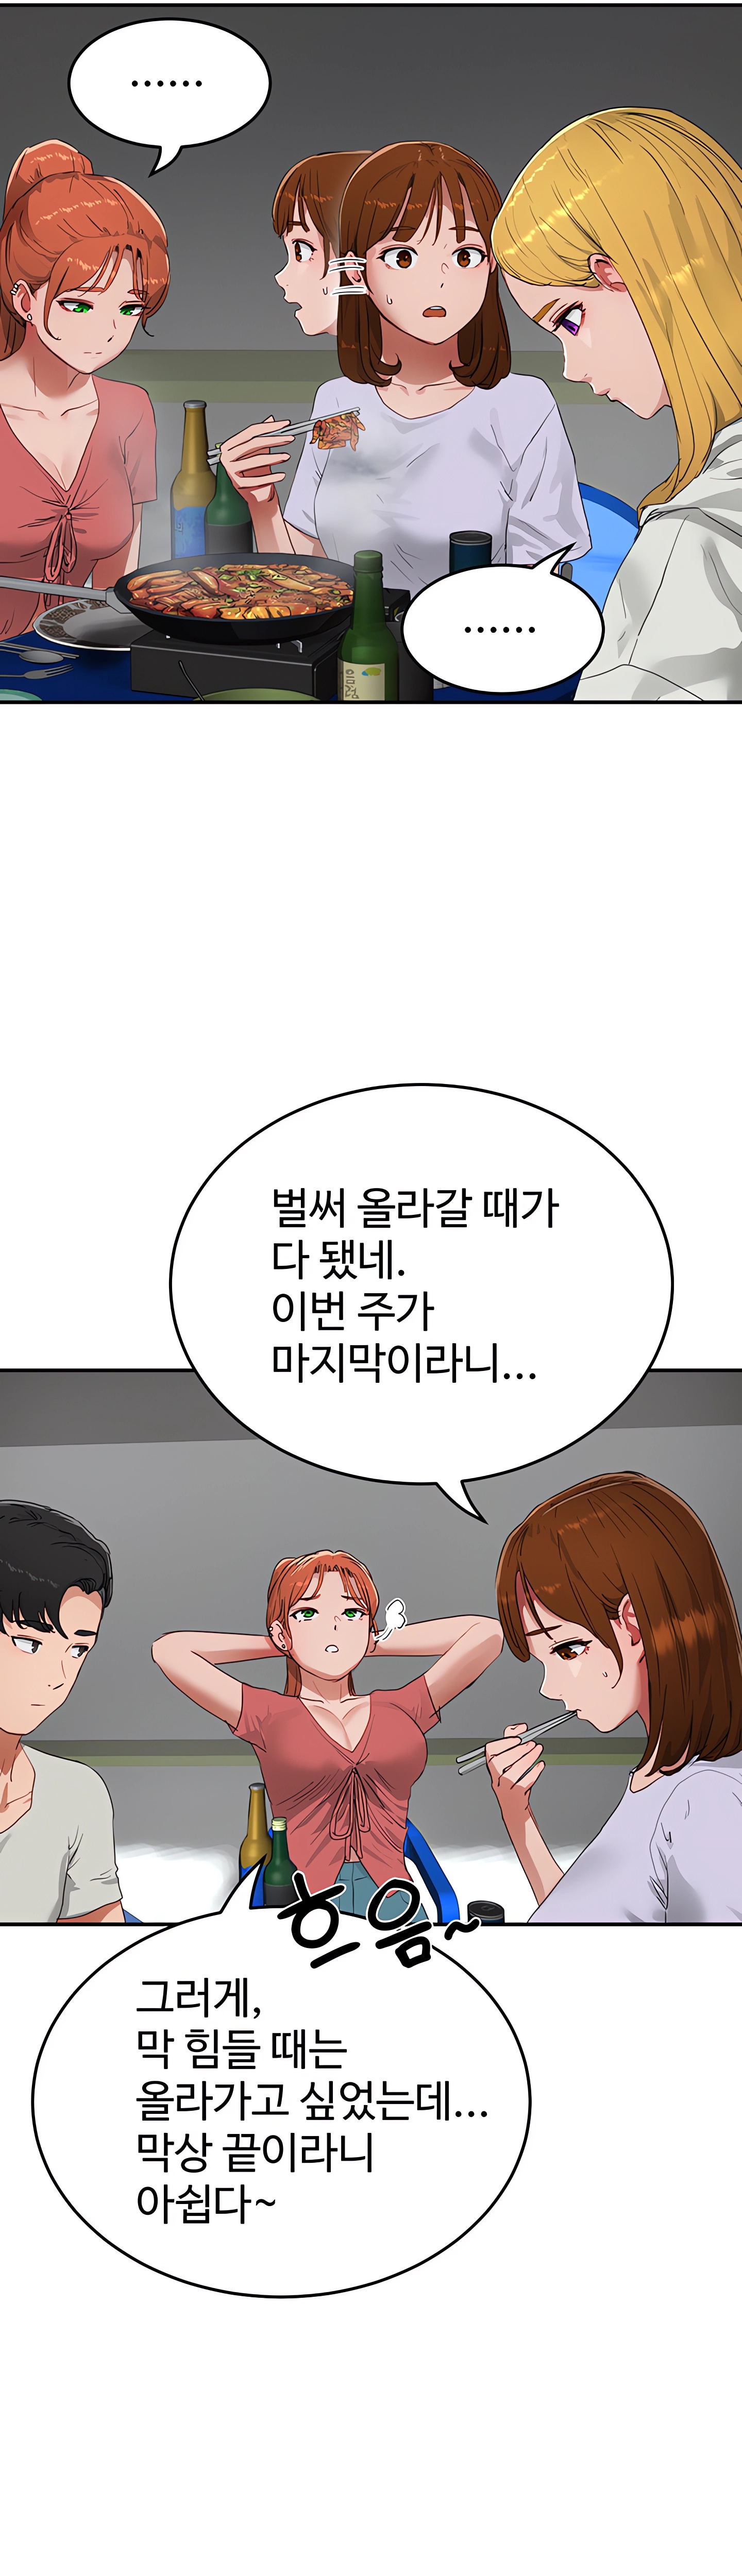 ······
······
벌써 올라갈 때가
다 됐네.
이번 주가
마지막이라니...
흐음~
그러게,
막 힘들 때는
올라가고 싶었는데...
막상 끝이라니
아쉽다~